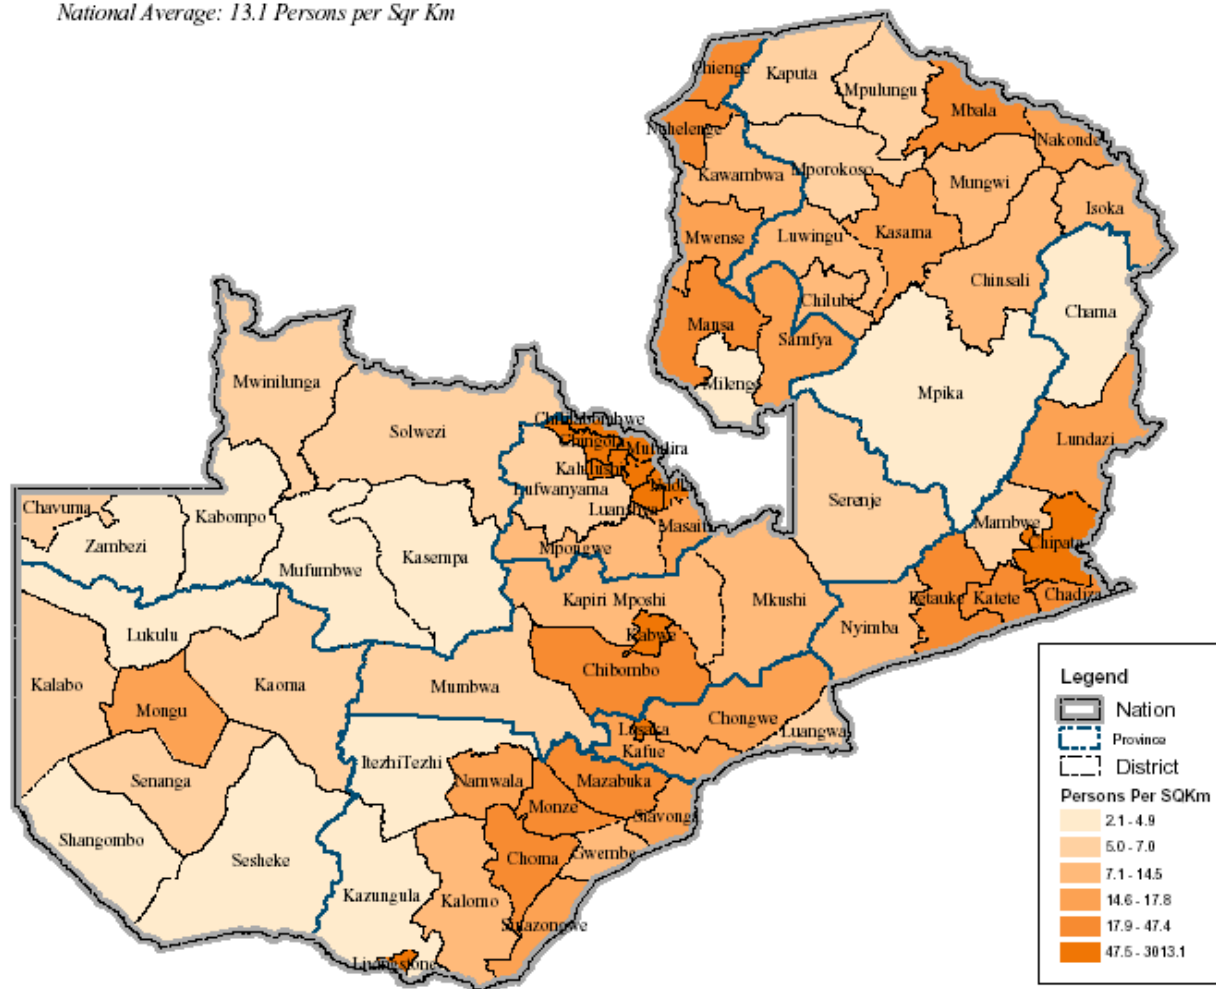 National Average: 13.1 Persons per Sqr Km
Chienge
Kaputa
Mpulungu
Mbala
Nakonde
Nchelenge
Kawambwa
Mporokoso
Mungwi
Isoka
Mwense
Luwingu
Kasama
Chinsali
Chama
Chilubi
Mansa
Samfya
Milenge
Mpika
Mwinilunga
Solwezi
Chililabombwe
Chingola
Mufulira
Kalulushi
Ndola
Lufwanyama
Luanshya
Masaiti
Mpongwe
Lundazi
Serenje
Mambwe
Chipata
Chavuma
Kabompo
Zambezi
Mufumbwe
Kasempa
Kapiri Mposhi
Mkushi
Nyimba
Petauke
Katete
Chadiza
Lukulu
Kabwe
Chibombo
Kalabo
Kaoma
Mumbwa
Mongu
Lusaka
Chongwe
Luangwa
Kafue
ItezhiTezhi
Namwala
Mazabuka
Monze
Siavonga
Senanga
Shangombo
Sesheke
Choma
Gwembe
Kazungula
Kalomo
Sinazongwe
Livingstone
Legend
Nation
Province
District
Persons Per SQKm
2.1 - 4.9
5.0 - 7.0
7.1 - 14.5
14.6 - 17.8
17.9 - 47.4
47.5 - 3013.1